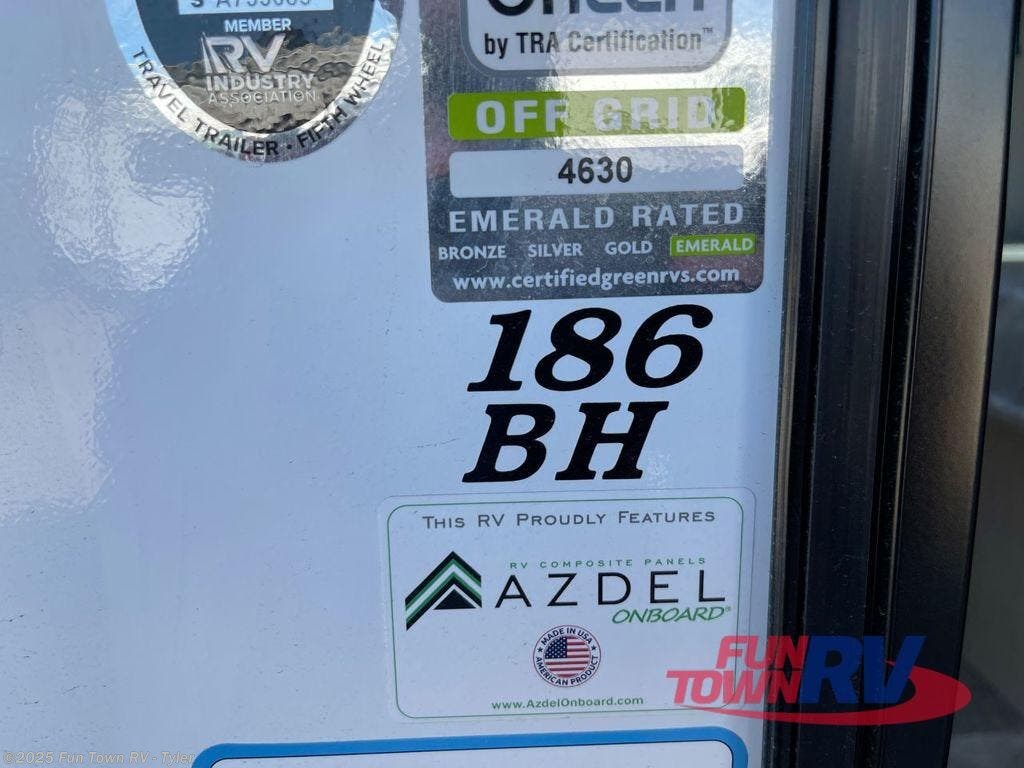 MEMBER
RV
INDUSTRY
ASSOCIATION
TRAVEL TRAILER • FIFTH WHEEL
by TRA Certification™
OFF GRID
4630
EMERALD RATED
BRONZE SILVER GOLD EMERALD
www.certifiedgreenrvs.com
186
BH
THIS RV PROUDLY FEATURES
RV COMPOSITE PANELS
AZDEL
ONBOARD®
MADE IN USA
AMERICAN PRODUCT
www.AzdelOnboard.com
FUN
TOWN RV
©2025 Fun Town RV - Tyler